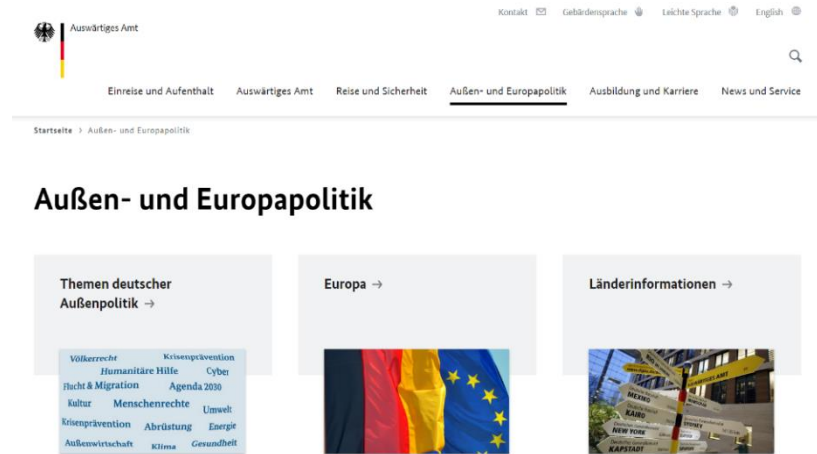 Kontakt Gebärdensprache Leichte Sprache English
Auswärtiges Amt
Einreise und Aufenthalt Auswärtiges Amt Reise und Sicherheit Außen- und Europapolitik Ausbildung und Karriere News und Service
Startseite > Außen- und Europapolitik
Außen- und Europapolitik
Themen deutscher
Außenpolitik →
Europa →
Länderinformationen →
Völkerrecht Krisenprävention
Humanitäre Hilfe Cyber
Flucht & Migration Agenda 2030
Kultur Menschenrechte Umwelt
Krisenprävention Abrüstung Energie
Außenwirtschaft Klima Gesundheit
MEXIKO
KAIRO
SYDNEY
NEW YORK
KAPSTADT